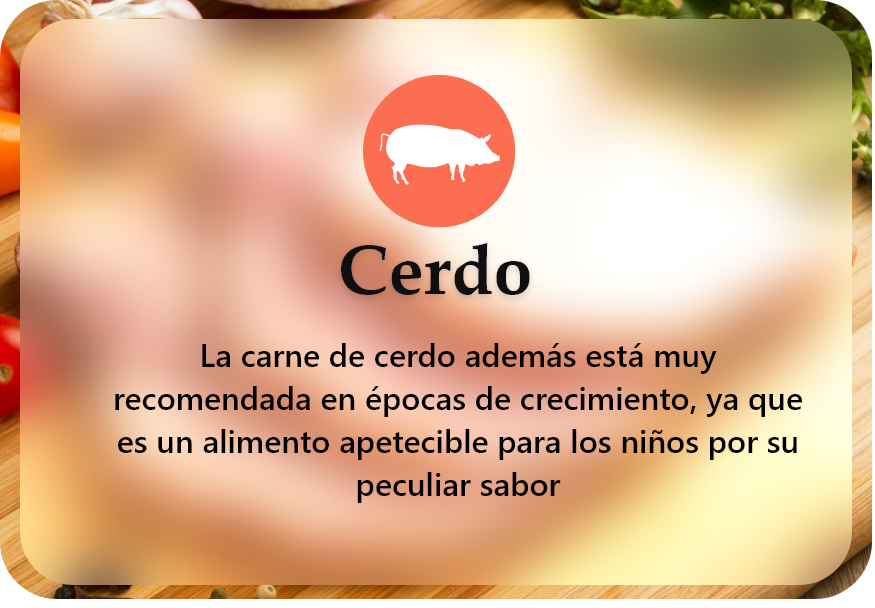 Cerdo
La carne de cerdo además está muy
recomendada en épocas de crecimiento, ya que
es un alimento apetecible para los niños por su
peculiar sabor